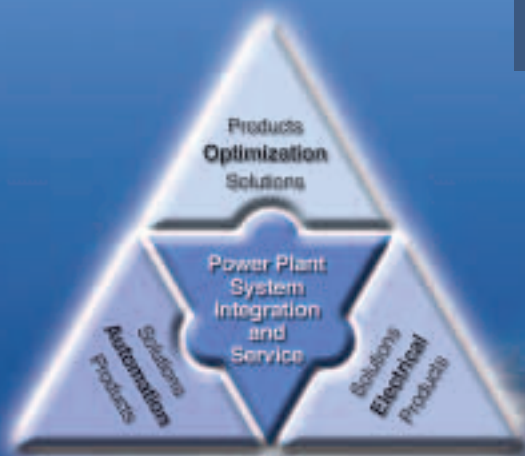 Products
Optimization
Solutions
Power Plant
System
Integration
and
Service
Solutions
Automation
Products
Solutions
Electrical
Products